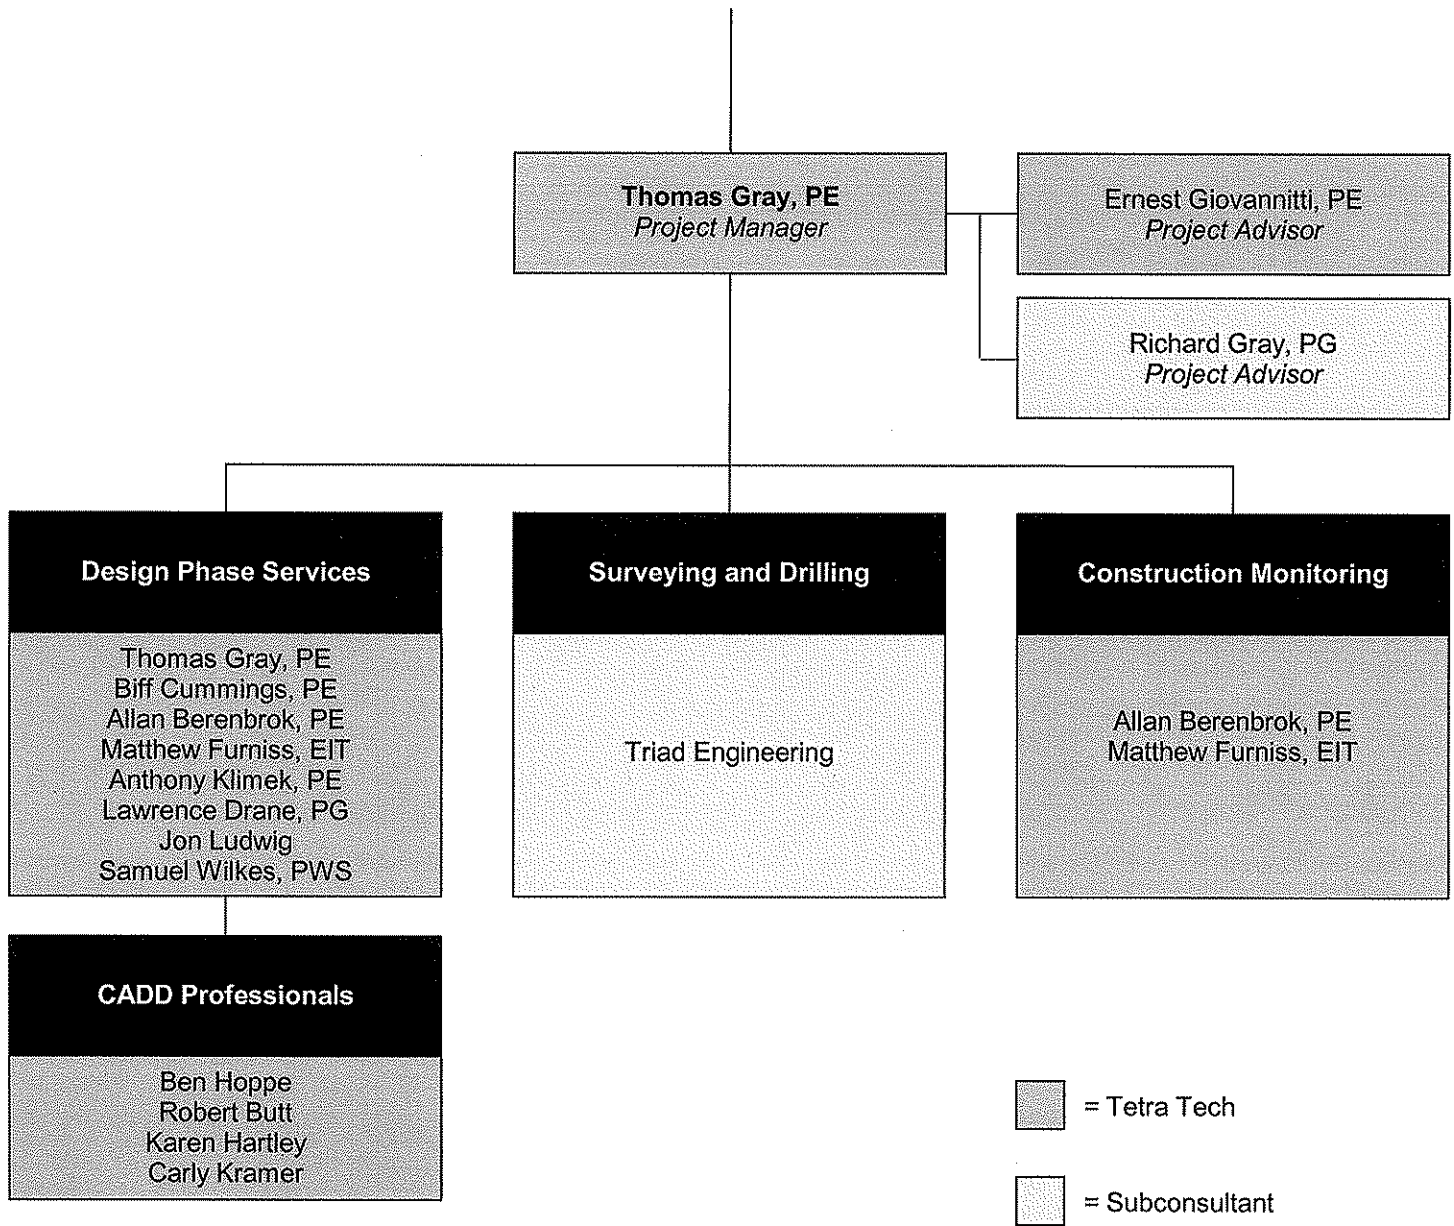 Thomas Gray, PE
Project Manager
Ernest Giovannitti, PE
Project Advisor
Richard Gray, PG
Project Advisor
Design Phase Services
Thomas Gray, PE
Biff Cummings, PE
Allan Berenbrok, PE
Matthew Furniss, EIT
Anthony Klimek, PE
Lawrence Drane, PG
Jon Ludwig
Samuel Wilkes, PWS
Surveying and Drilling
Triad Engineering
Construction Monitoring
Allan Berenbrok, PE
Matthew Furniss, EIT
CADD Professionals
Ben Hoppe
Robert Butt
Karen Hartley
Carly Kramer
= Tetra Tech
= Subconsultant